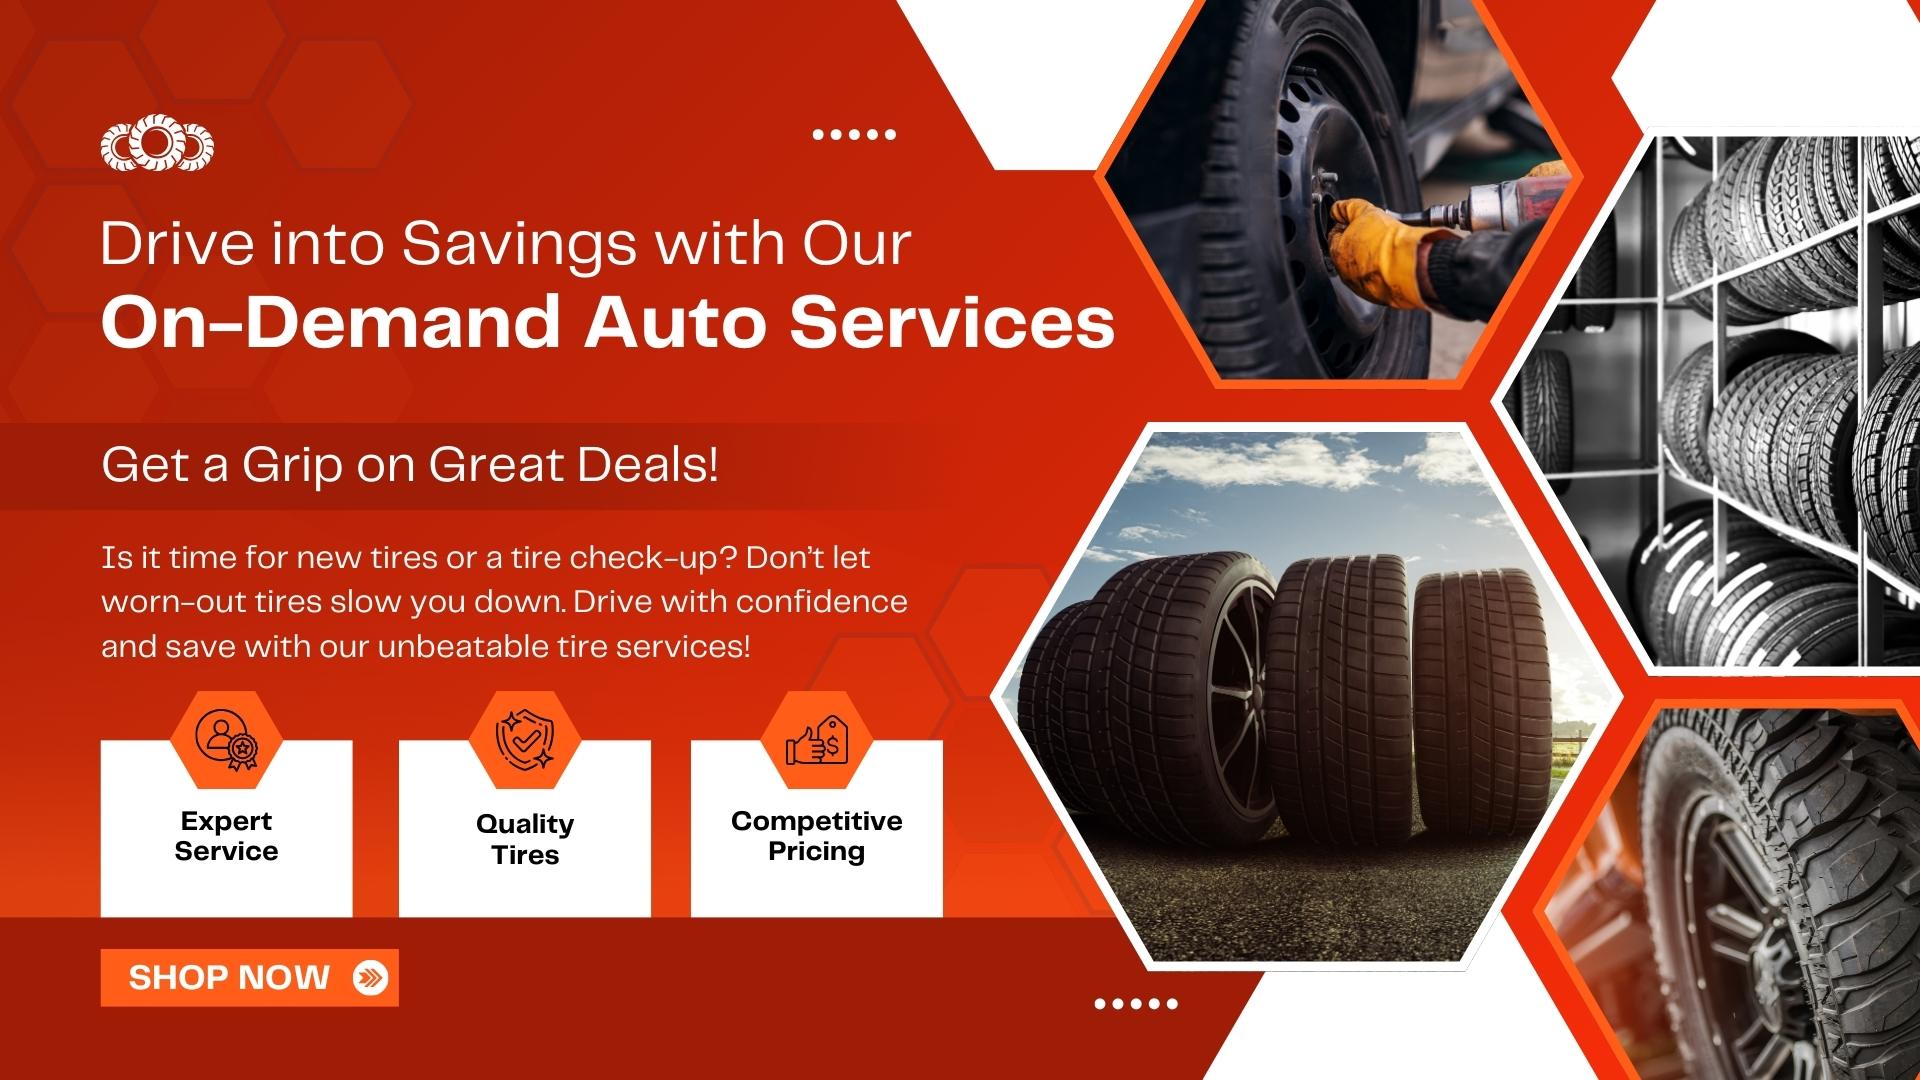 Drive into Savings with Our
On-Demand Auto Services
Get a Grip on Great Deals!
Is it time for new tires or a tire check-up? Don't let
worn-out tires slow you down. Drive with confidence
and save with our unbeatable tire services!
Expert
Service
Quality
Tires
Competitive
Pricing
SHOP NOW